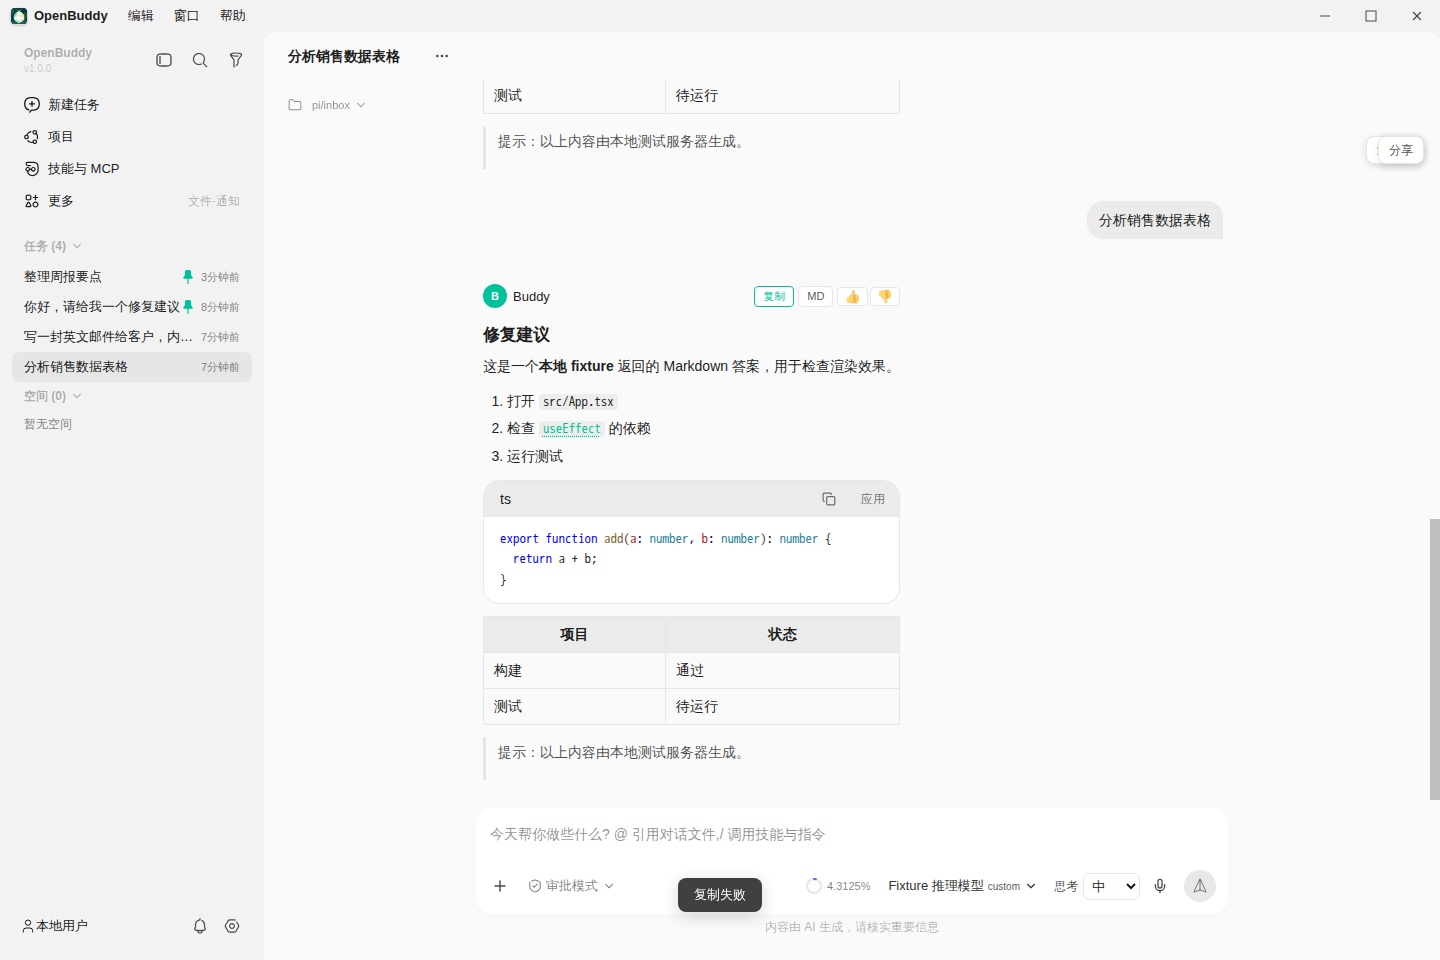 OpenBuddy 编辑 窗口 帮助
OpenBuddy
v1.0.0
新建任务
项目
技能与 MCP
更多 文件·通知
任务 (4)
整理周报要点 3分钟前
你好，请给我一个修复建议 8分钟前
写一封英文邮件给客户，内... 7分钟前
分析销售数据表格 7分钟前
空间 (0)
暂无空间
本地用户
分析销售数据表格
pi/inbox
测试 待运行
提示：以上内容由本地测试服务器生成。
分享
分析销售数据表格
B Buddy 复制 MD
修复建议
这是一个本地 fixture 返回的 Markdown 答案，用于检查渲染效果。
1. 打开 src/App.tsx
2. 检查 useEffect 的依赖
3. 运行测试
ts 应用
export function add(a: number, b: number): number {
return a + b;
}
项目 状态
构建 通过
测试 待运行
提示：以上内容由本地测试服务器生成。
今天帮你做些什么? @ 引用对话文件,/ 调用技能与指令
审批模式 4.3125% Fixture 推理模型 custom 思考 中
复制失败
内容由 AI 生成，请核实重要信息